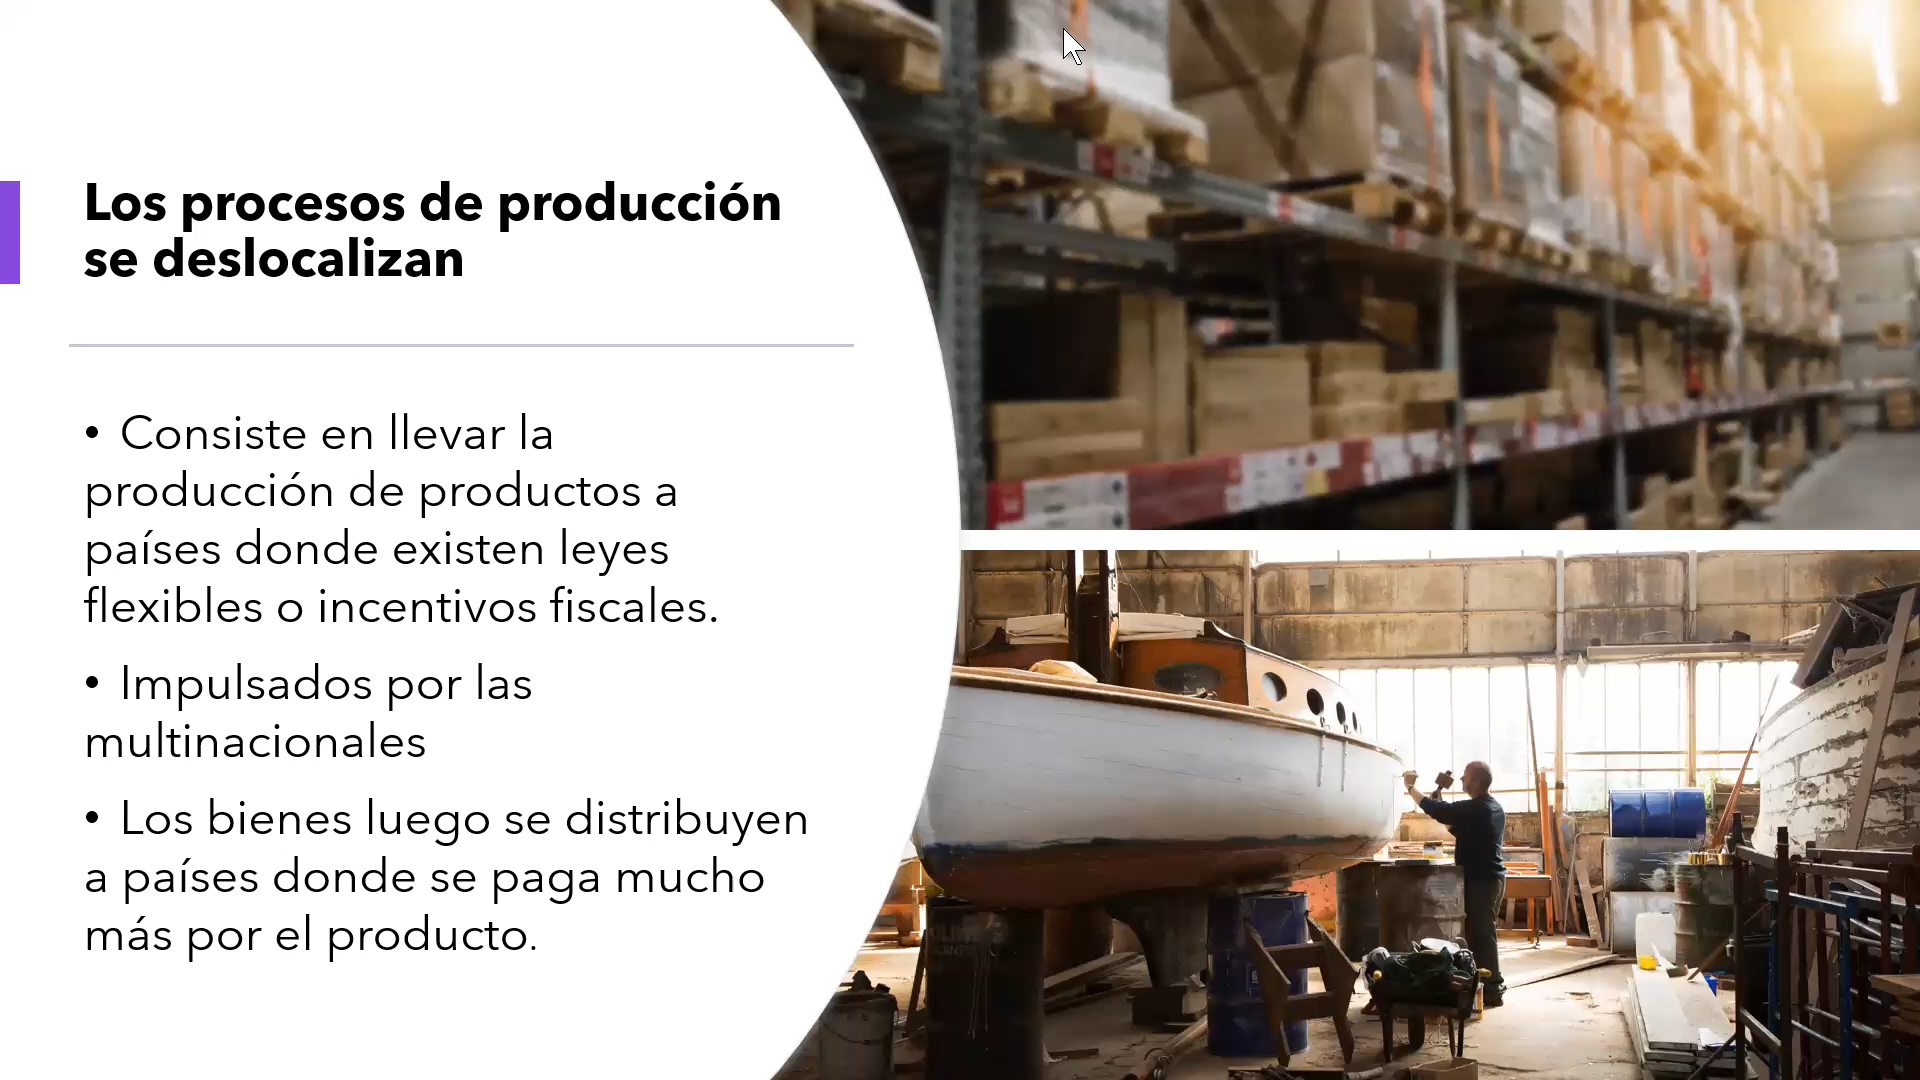 Los procesos de producción
se deslocalizan
• Consiste en llevar la
producción de productos a
países donde existen leyes
flexibles o incentivos fiscales.
• Impulsados por las
multinacionales
• Los bienes luego se distribuyen
a países donde se paga mucho
más por el producto.